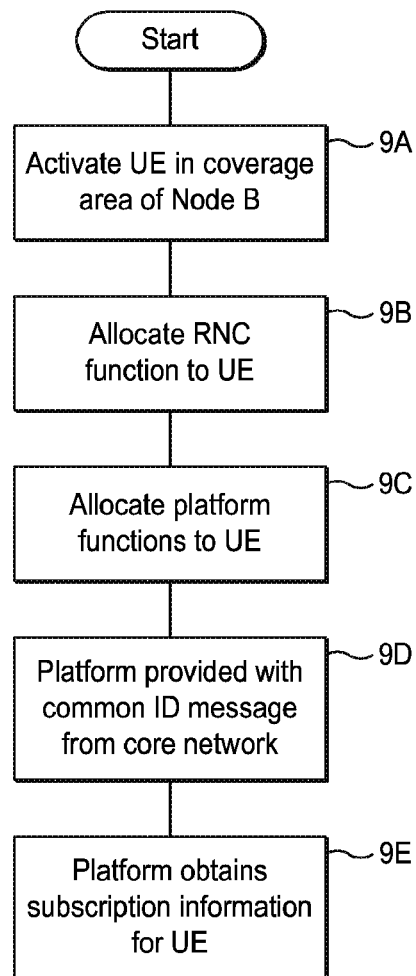 Start
Activate UE in coverage
area of Node B
9A
Allocate RNC
function to UE
9B
Allocate platform
functions to UE
9C
Platform provided with
common ID message
from core network
9D
Platform obtains
subscription information
for UE
9E